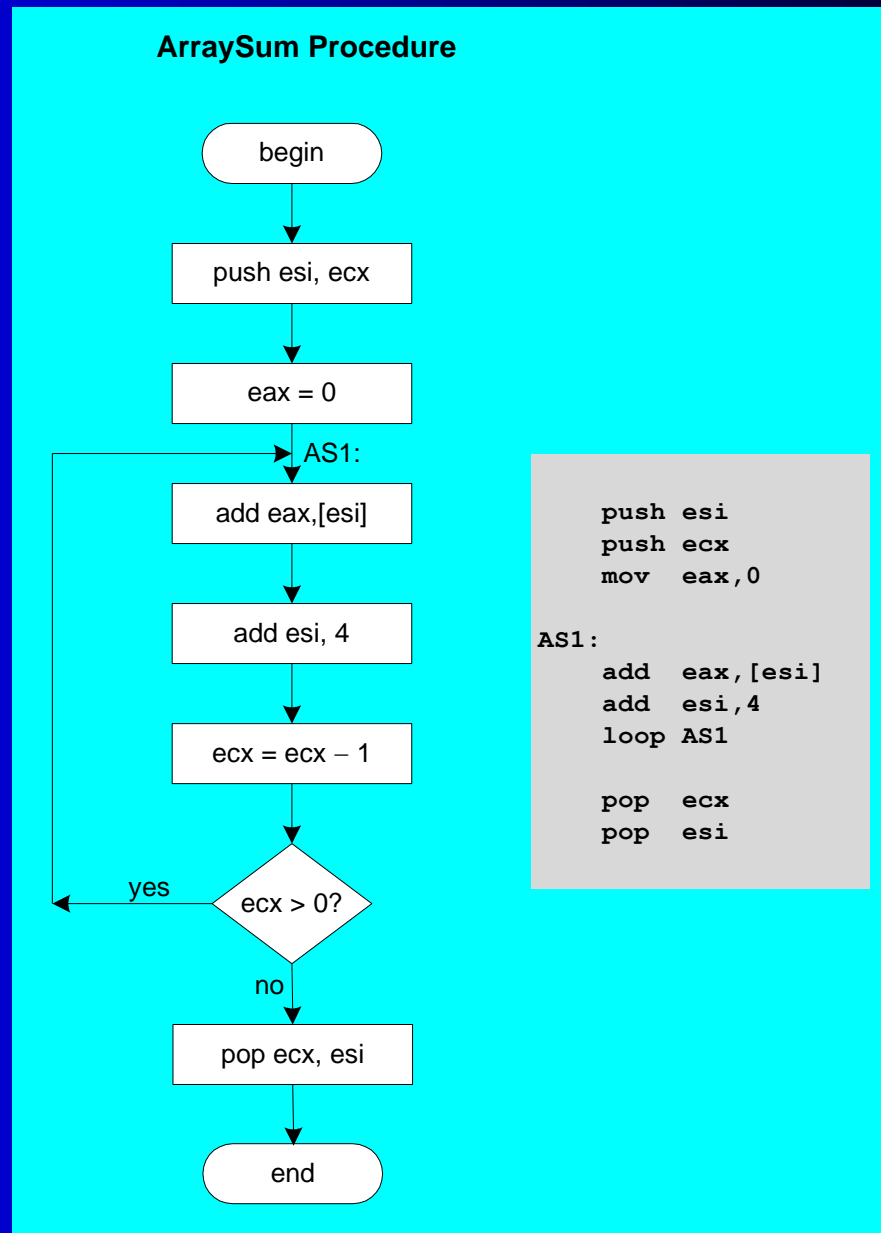 ArraySum Procedure
begin
push esi, ecx
eax = 0
AS1:
add eax,[esi]
add esi, 4
ecx = ecx − 1
yes
ecx > 0?
no
pop ecx, esi
end
push esi
push ecx
mov eax,0
AS1:
add eax,[esi]
add esi,4
loop AS1
pop ecx
pop esi